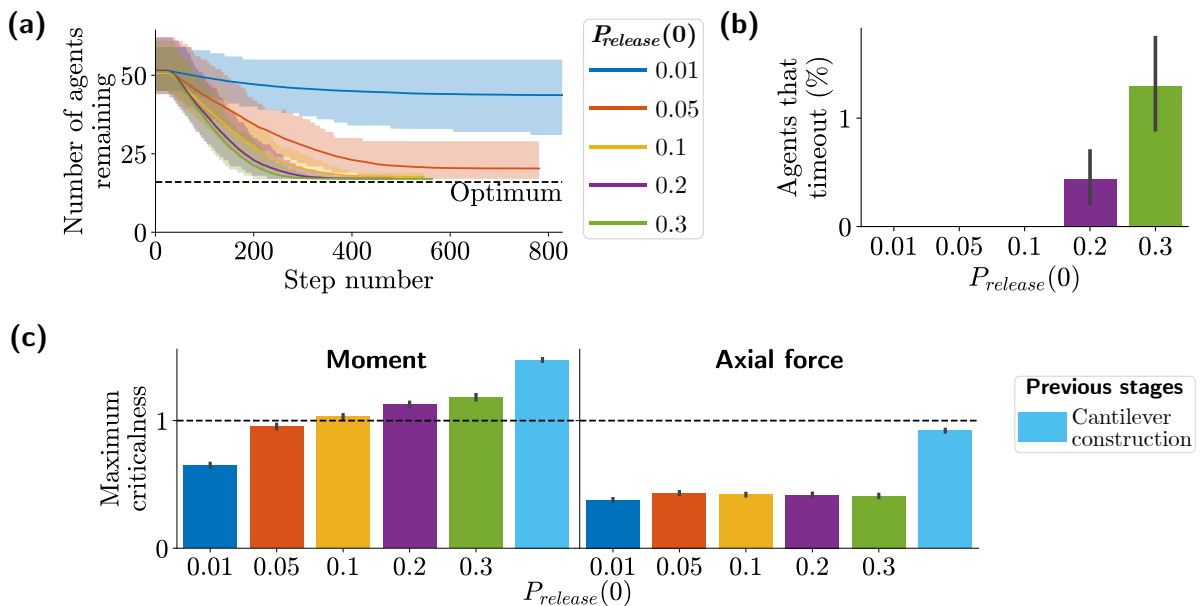 (a)
Number of agents
remaining
50
25
0
0 200 400 600 800
Step number
Optimum
P_release(0)
0.01
0.05
0.1
0.2
0.3
(b)
Agents that
timeout (%)
1
0
0.01 0.05 0.1 0.2 0.3
P_release(0)
(c)
Maximum
criticalness
1
0
Moment
Axial force
0.01 0.05 0.1 0.2 0.3
0.01 0.05 0.1 0.2 0.3
P_release(0)
Previous stages
Cantilever
construction